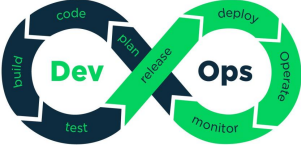 code
deploy
plan
build
Dev
release
Ops
Operate
test
monitor